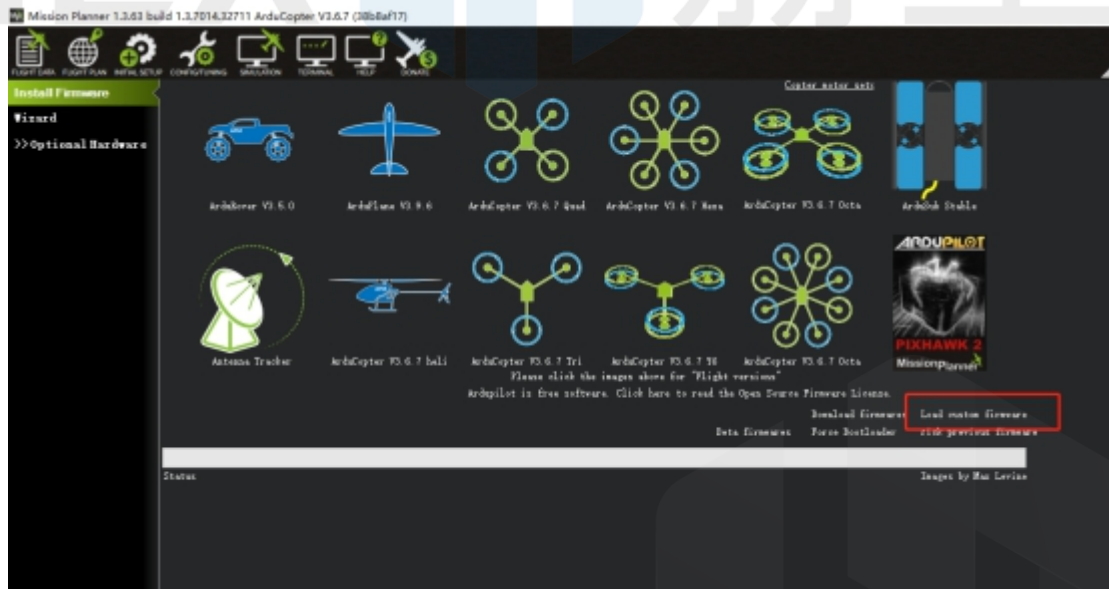 Mission Planner 1.3.63 build 1.3.7014.32711 ArduCopter V3.6.7 (38b8af17)
FLIGHT DATA FLIGHT PLAN INITIAL SETUP CONFIG/TUNING SIMULATION TERMINAL HELP DONATE
Install Firmware
Wizard
>>Optional Hardware
Copter motor
ArduRover V3.5.0 ArduPlane V3.9.6 ArduCopter V3.6.7 Quad ArduCopter V3.6.7 Hexa ArduCopter V3.6.7 Octa ArduSub Stable
ARDUPILOT
PIXHAWK 2
Mission Planner
Antenna Tracker ArduCopter V3.6.7 heli ArduCopter V3.6.7 Tri ArduCopter V3.6.7 Y6 ArduCopter V3.6.7 Octa
Please click the images above for "Flight versions"
Ardupilot is free software. Click here to read the Open Source Firmware License.
Download firmwares Load custom firmware
Beta firmwares Force Bootloader previous firmware
Status Images by Max Levine